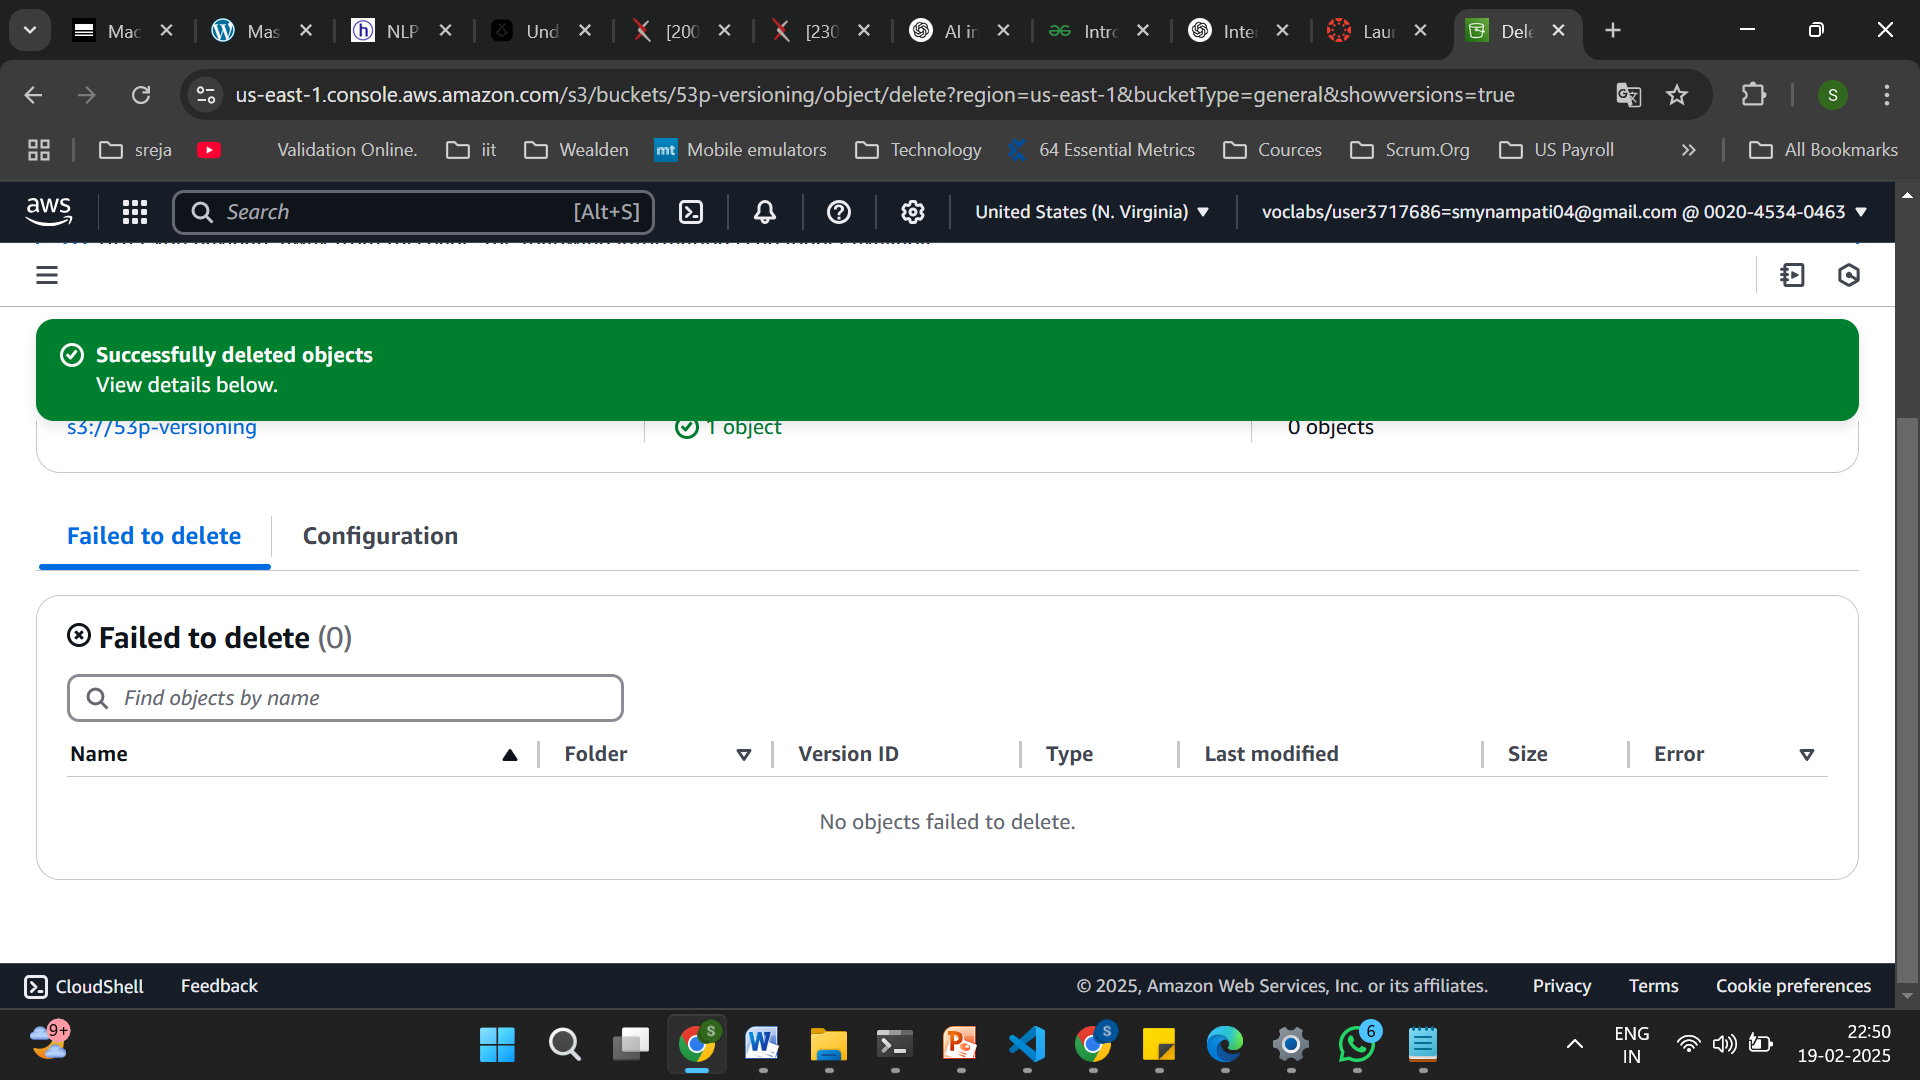 Mac
Mas
NLP
Und
[200
[230
AI in
Intro
Inte
Lau
Dele
us-east-1.console.aws.amazon.com/s3/buckets/53p-versioning/object/delete?region=us-east-1&bucketType=general&showversions=true
S
sreja
Validation Online.
iit
Wealden
mt Mobile emulators
Technology
64 Essential Metrics
Cources
Scrum.Org
US Payroll
All Bookmarks
aws
Search [Alt+S]
United States (N. Virginia)
voclabs/user3717686=smynampati04@gmail.com @ 0020-4534-0463
Successfully deleted objects
View details below.
s3://53p-versioning
1 object
0 objects
Failed to delete
Configuration
Failed to delete (0)
Find objects by name
Name Folder Version ID Type Last modified Size Error
No objects failed to delete.
CloudShell
Feedback
© 2025, Amazon Web Services, Inc. or its affiliates.
Privacy
Terms
Cookie preferences
9+
S
S
6
ENG
IN
22:50
19-02-2025